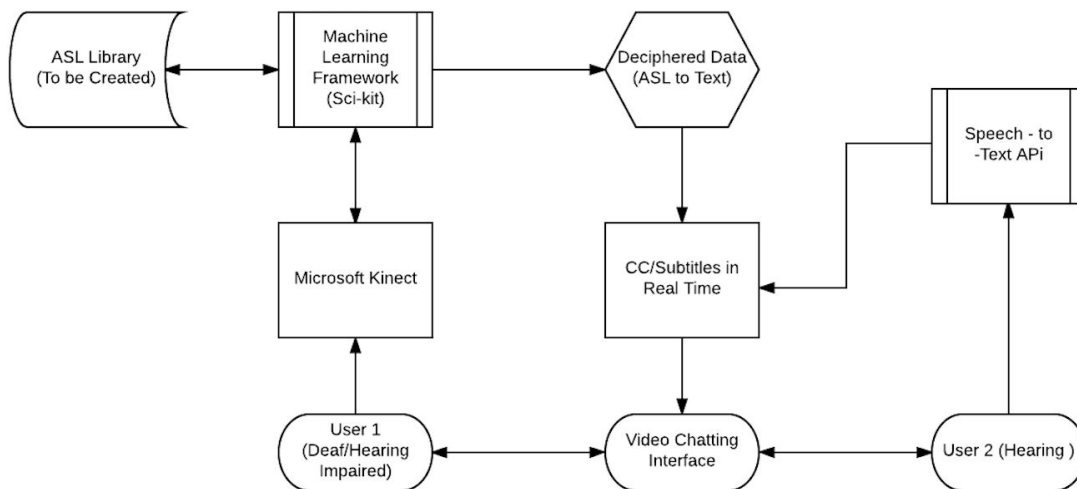 ASL Library
(To be Created)
Machine
Learning
Framework
(Sci-kit)
Deciphered Data
(ASL to Text)
Speech - to
-Text APi
Microsoft Kinect
CC/Subtitles in
Real Time
User 1
(Deaf/Hearing
Impaired)
Video Chatting
Interface
User 2 (Hearing )